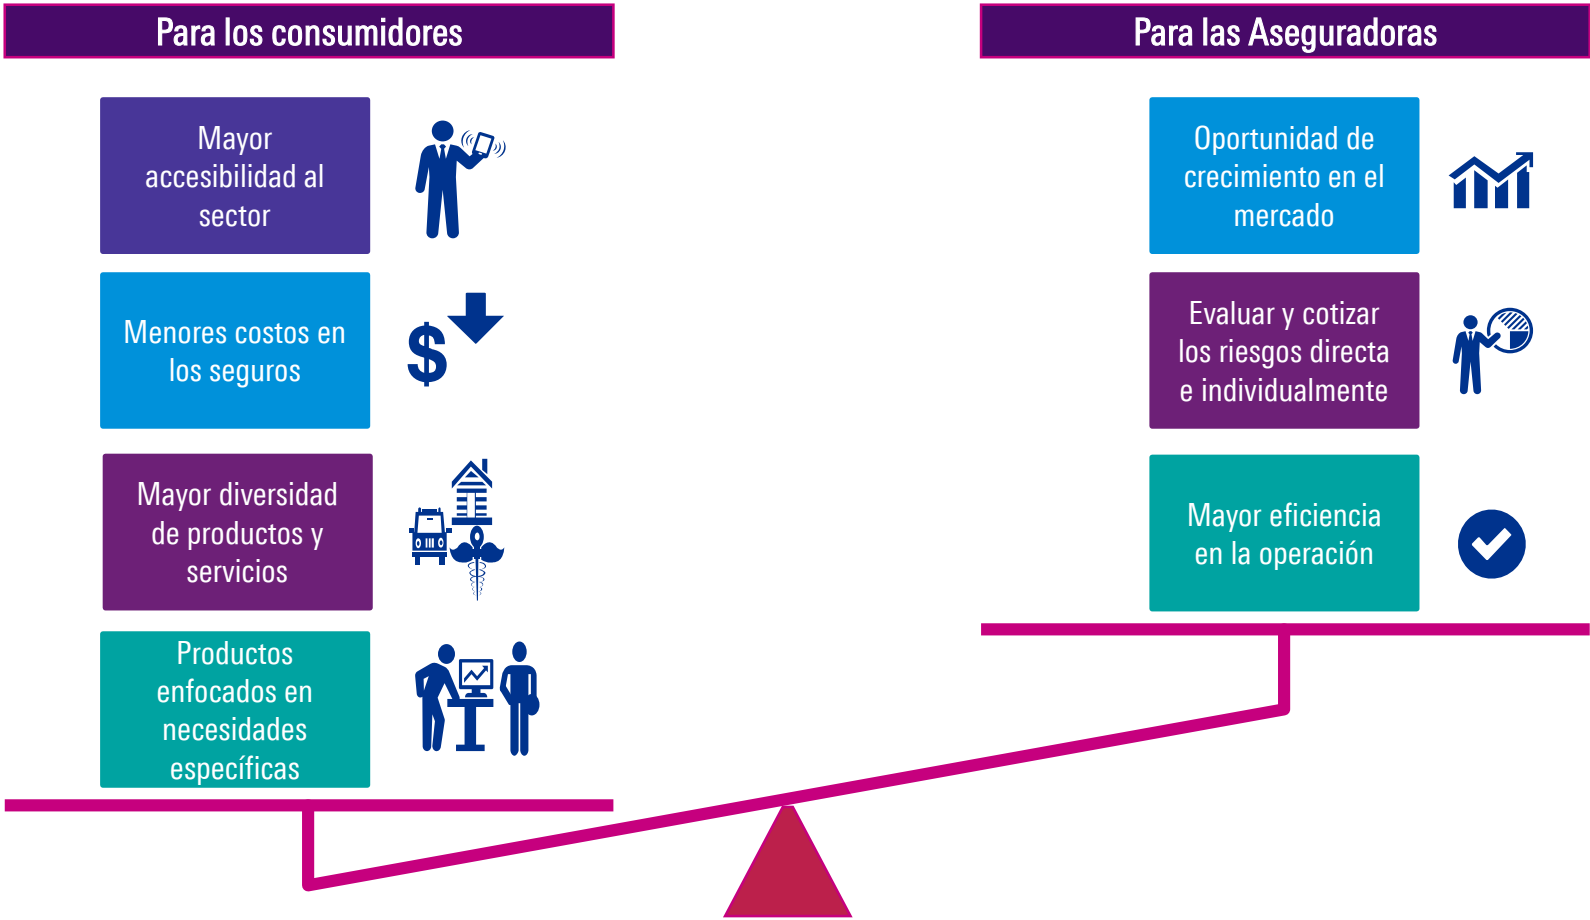 Para los consumidores
Mayor
accesibilidad al
sector
Menores costos en
los seguros
Mayor diversidad
de productos y
servicios
Productos
enfocados en
necesidades
específicas
Para las Aseguradoras
Oportunidad de
crecimiento en el
mercado
Evaluar y cotizar
los riesgos directa
e individualmente
Mayor eficiencia
en la operación